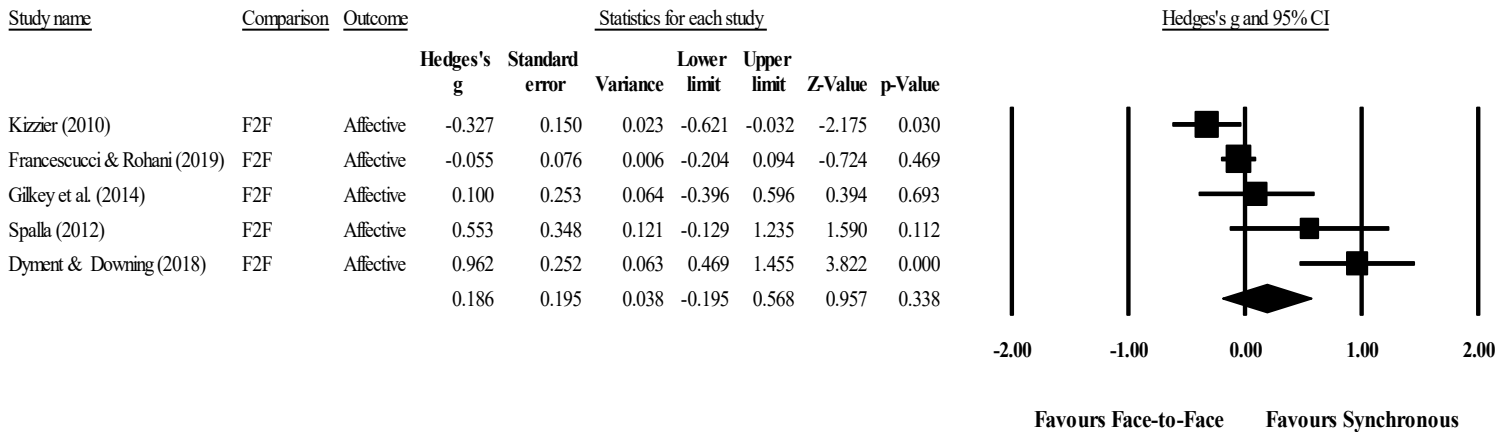 Study name Comparison Outcome Statistics for each study Hedges's g and 95% CI
Hedges's Standard Lower Upper
g error Variance limit limit Z-Value p-Value
Kizzier (2010) F2F Affective -0.327 0.150 0.023 -0.621 -0.032 -2.175 0.030
Francescucci & Rohani (2019) F2F Affective -0.055 0.076 0.006 -0.204 0.094 -0.724 0.469
Gilkey et al. (2014) F2F Affective 0.100 0.253 0.064 -0.396 0.596 0.394 0.693
Spalla (2012) F2F Affective 0.553 0.348 0.121 -0.129 1.235 1.590 0.112
Dyment & Downing (2018) F2F Affective 0.962 0.252 0.063 0.469 1.455 3.822 0.000
0.186 0.195 0.038 -0.195 0.568 0.957 0.338
-2.00 -1.00 0.00 1.00 2.00
Favours Face-to-Face Favours Synchronous